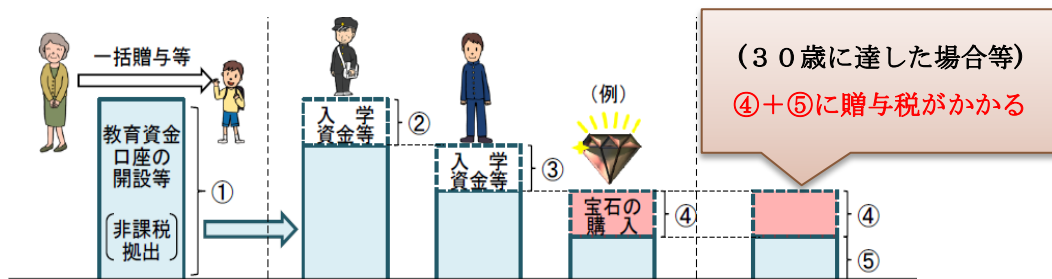 一括贈与等
教育資金
口座の
開設等
非課税
拠出
①
入 学
資金等
②
入 学
資金等
③
(例)
宝石の
購 入
④
(30歳に達した場合等)
④+⑤に贈与税がかかる
④
⑤